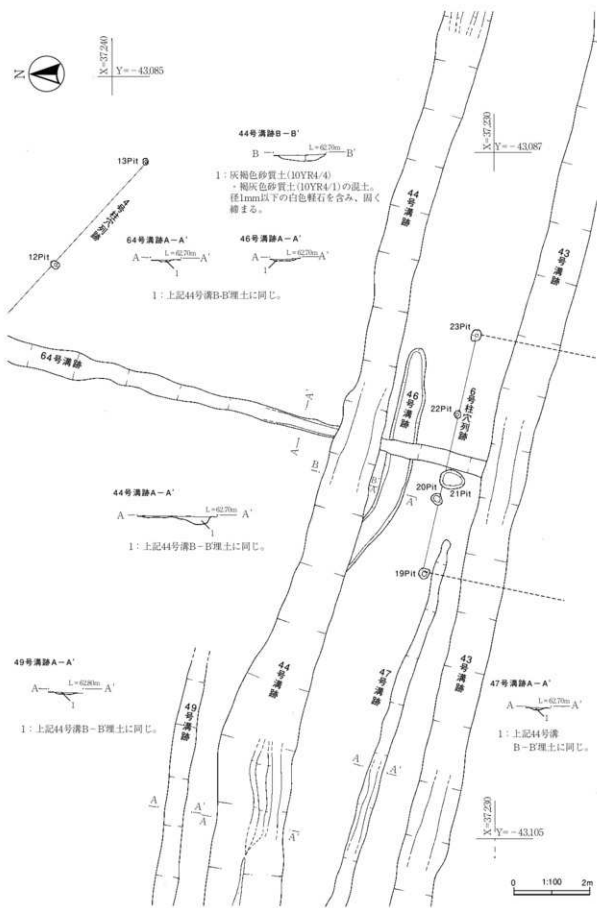 N
X=37,240
Y=－43,085
44号溝跡B－B'
L=62.70m
B B'
1：灰褐色砂質土(10YR4/4)
・褐灰色砂質土(10YR4/1)の混土。
径1mm以下の白色軽石を含み、固く
締まる。
X=37,230
Y=－43,087
13Pit
4号柱穴列跡
12Pit
64号溝跡A－A'
L=62.70m
A A'
1
46号溝跡A－A'
L=62.70m
A A'
1
1：上記44号溝B-B'埋土に同じ。
44号溝跡
43号溝跡
23Pit
64号溝跡
46号溝跡
6号柱穴列跡
22Pit
A'
A
B
B'
A
A'
20Pit
21Pit
19Pit
44号溝跡A－A'
L=62.70m
A A'
1
1：上記44号溝B－B'埋土に同じ。
49号溝跡A－A'
L=62.80m
A A'
1
1：上記44号溝B－B'埋土に同じ。
49号溝跡
44号溝跡
47号溝跡
43号溝跡
47号溝跡A－A'
L=62.70m
A A'
1
1：上記44号溝
B－B'埋土に同じ。
A
A'
A
A'
A
A'
X=37,230
Y=－43,105
0 1:100 2m